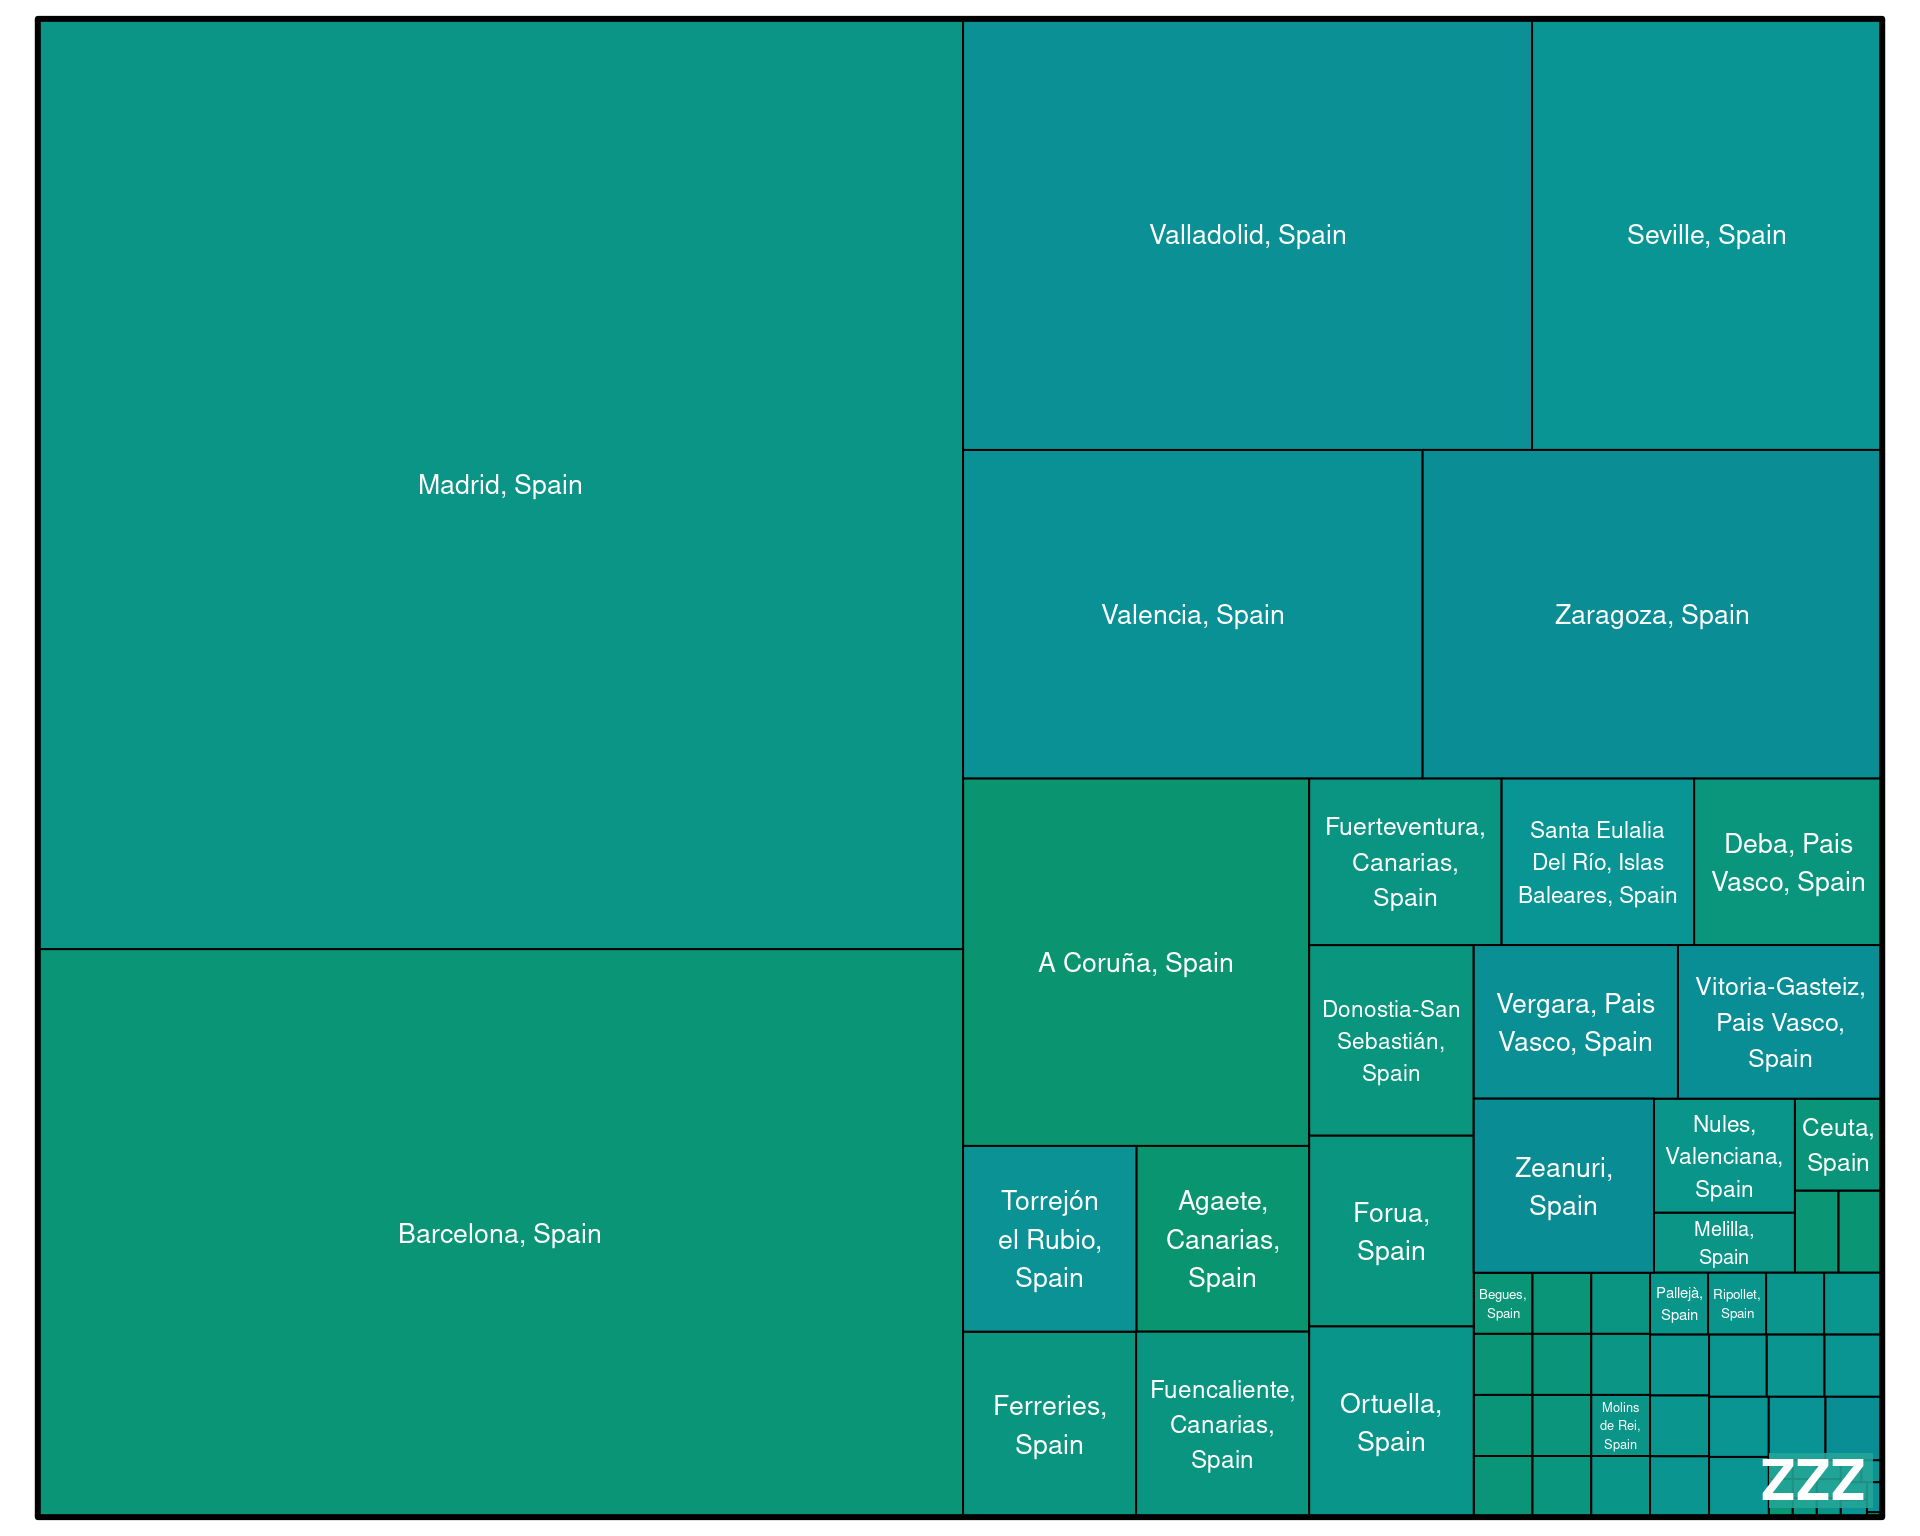 Madrid, Spain
Barcelona, Spain
Valladolid, Spain
Seville, Spain
Valencia, Spain
Zaragoza, Spain
A Coruña, Spain
Fuerteventura,
Canarias,
Spain
Santa Eulalia
Del Río, Islas
Baleares, Spain
Deba, Pais
Vasco, Spain
Donostia-San
Sebastián,
Spain
Vergara, Pais
Vasco, Spain
Vitoria-Gasteiz,
Pais Vasco,
Spain
Zeanuri,
Spain
Nules,
Valenciana,
Spain
Ceuta,
Spain
Melilla,
Spain
Torrejón
el Rubio,
Spain
Agaete,
Canarias,
Spain
Forua,
Spain
Ferreries,
Spain
Fuencaliente,
Canarias,
Spain
Ortuella,
Spain
Begues,
Spain
Pallejà,
Spain
Ripollet,
Spain
Molins
de Rei,
Spain
ZZZ